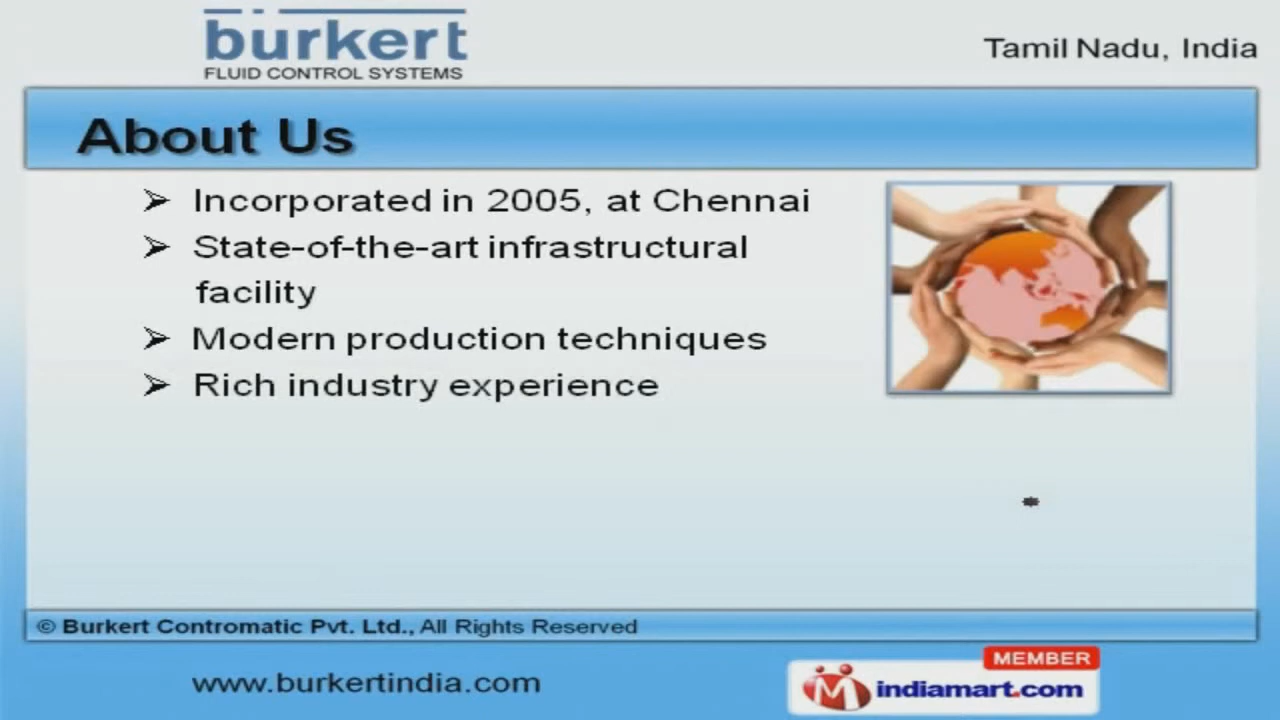 burkert
FLUID CONTROL SYSTEMS
Tamil Nadu, India
About Us
➢ Incorporated in 2005, at Chennai
➢ State-of-the-art infrastructural
facility
➢ Modern production techniques
➢ Rich industry experience
© Burkert Contromatic Pvt. Ltd., All Rights Reserved
www.burkertindia.com
MEMBER
indiamart.com